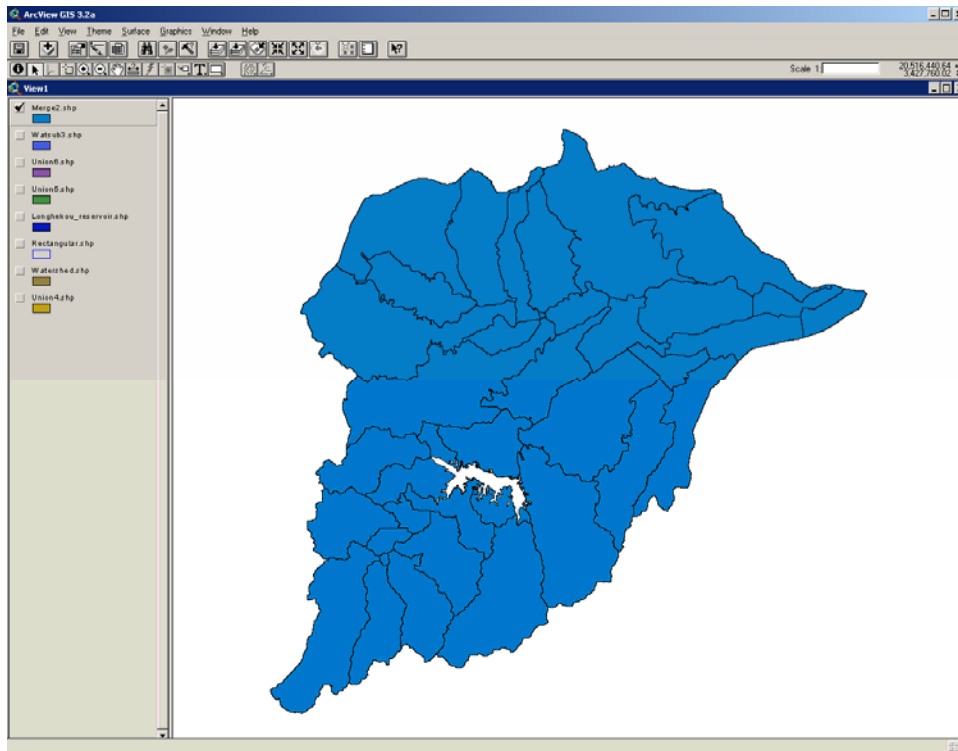 ArcView GIS 3.2a
File Edit View Theme Surface Graphics Window Help
Scale 1:
20,516,440.64
3,427,760.02
View1
Merge2.shp
Watsub3.shp
Union6.shp
Union5.shp
Longhekou_reservoir.shp
Rectangular.shp
Watershed.shp
Union4.shp